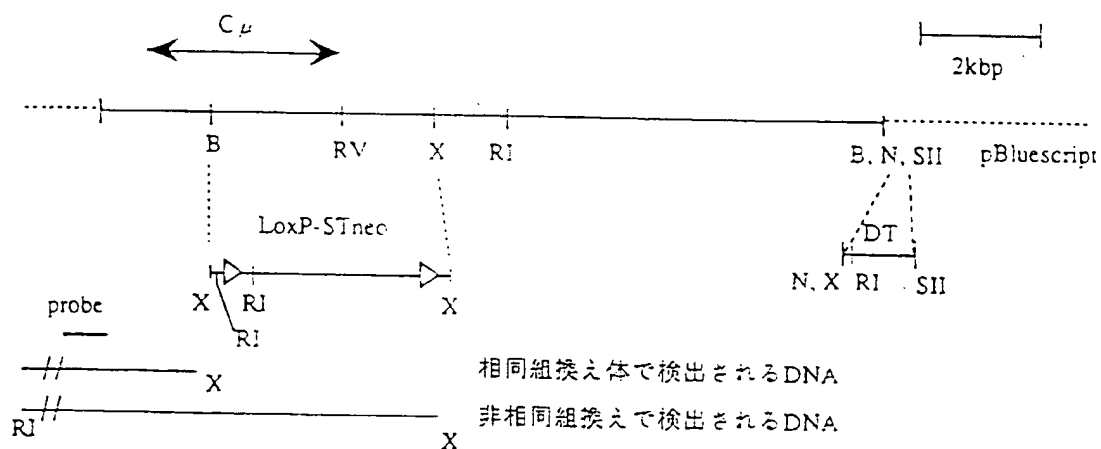 Cμ
2kbp
B RV X RI B, N, SII pBluescript
LoxP-STneo
DT
X RI X N, X RI SII
RI
probe
X 相同組換え体で検出されるDNA
RI X 非相同組換えで検出されるDNA